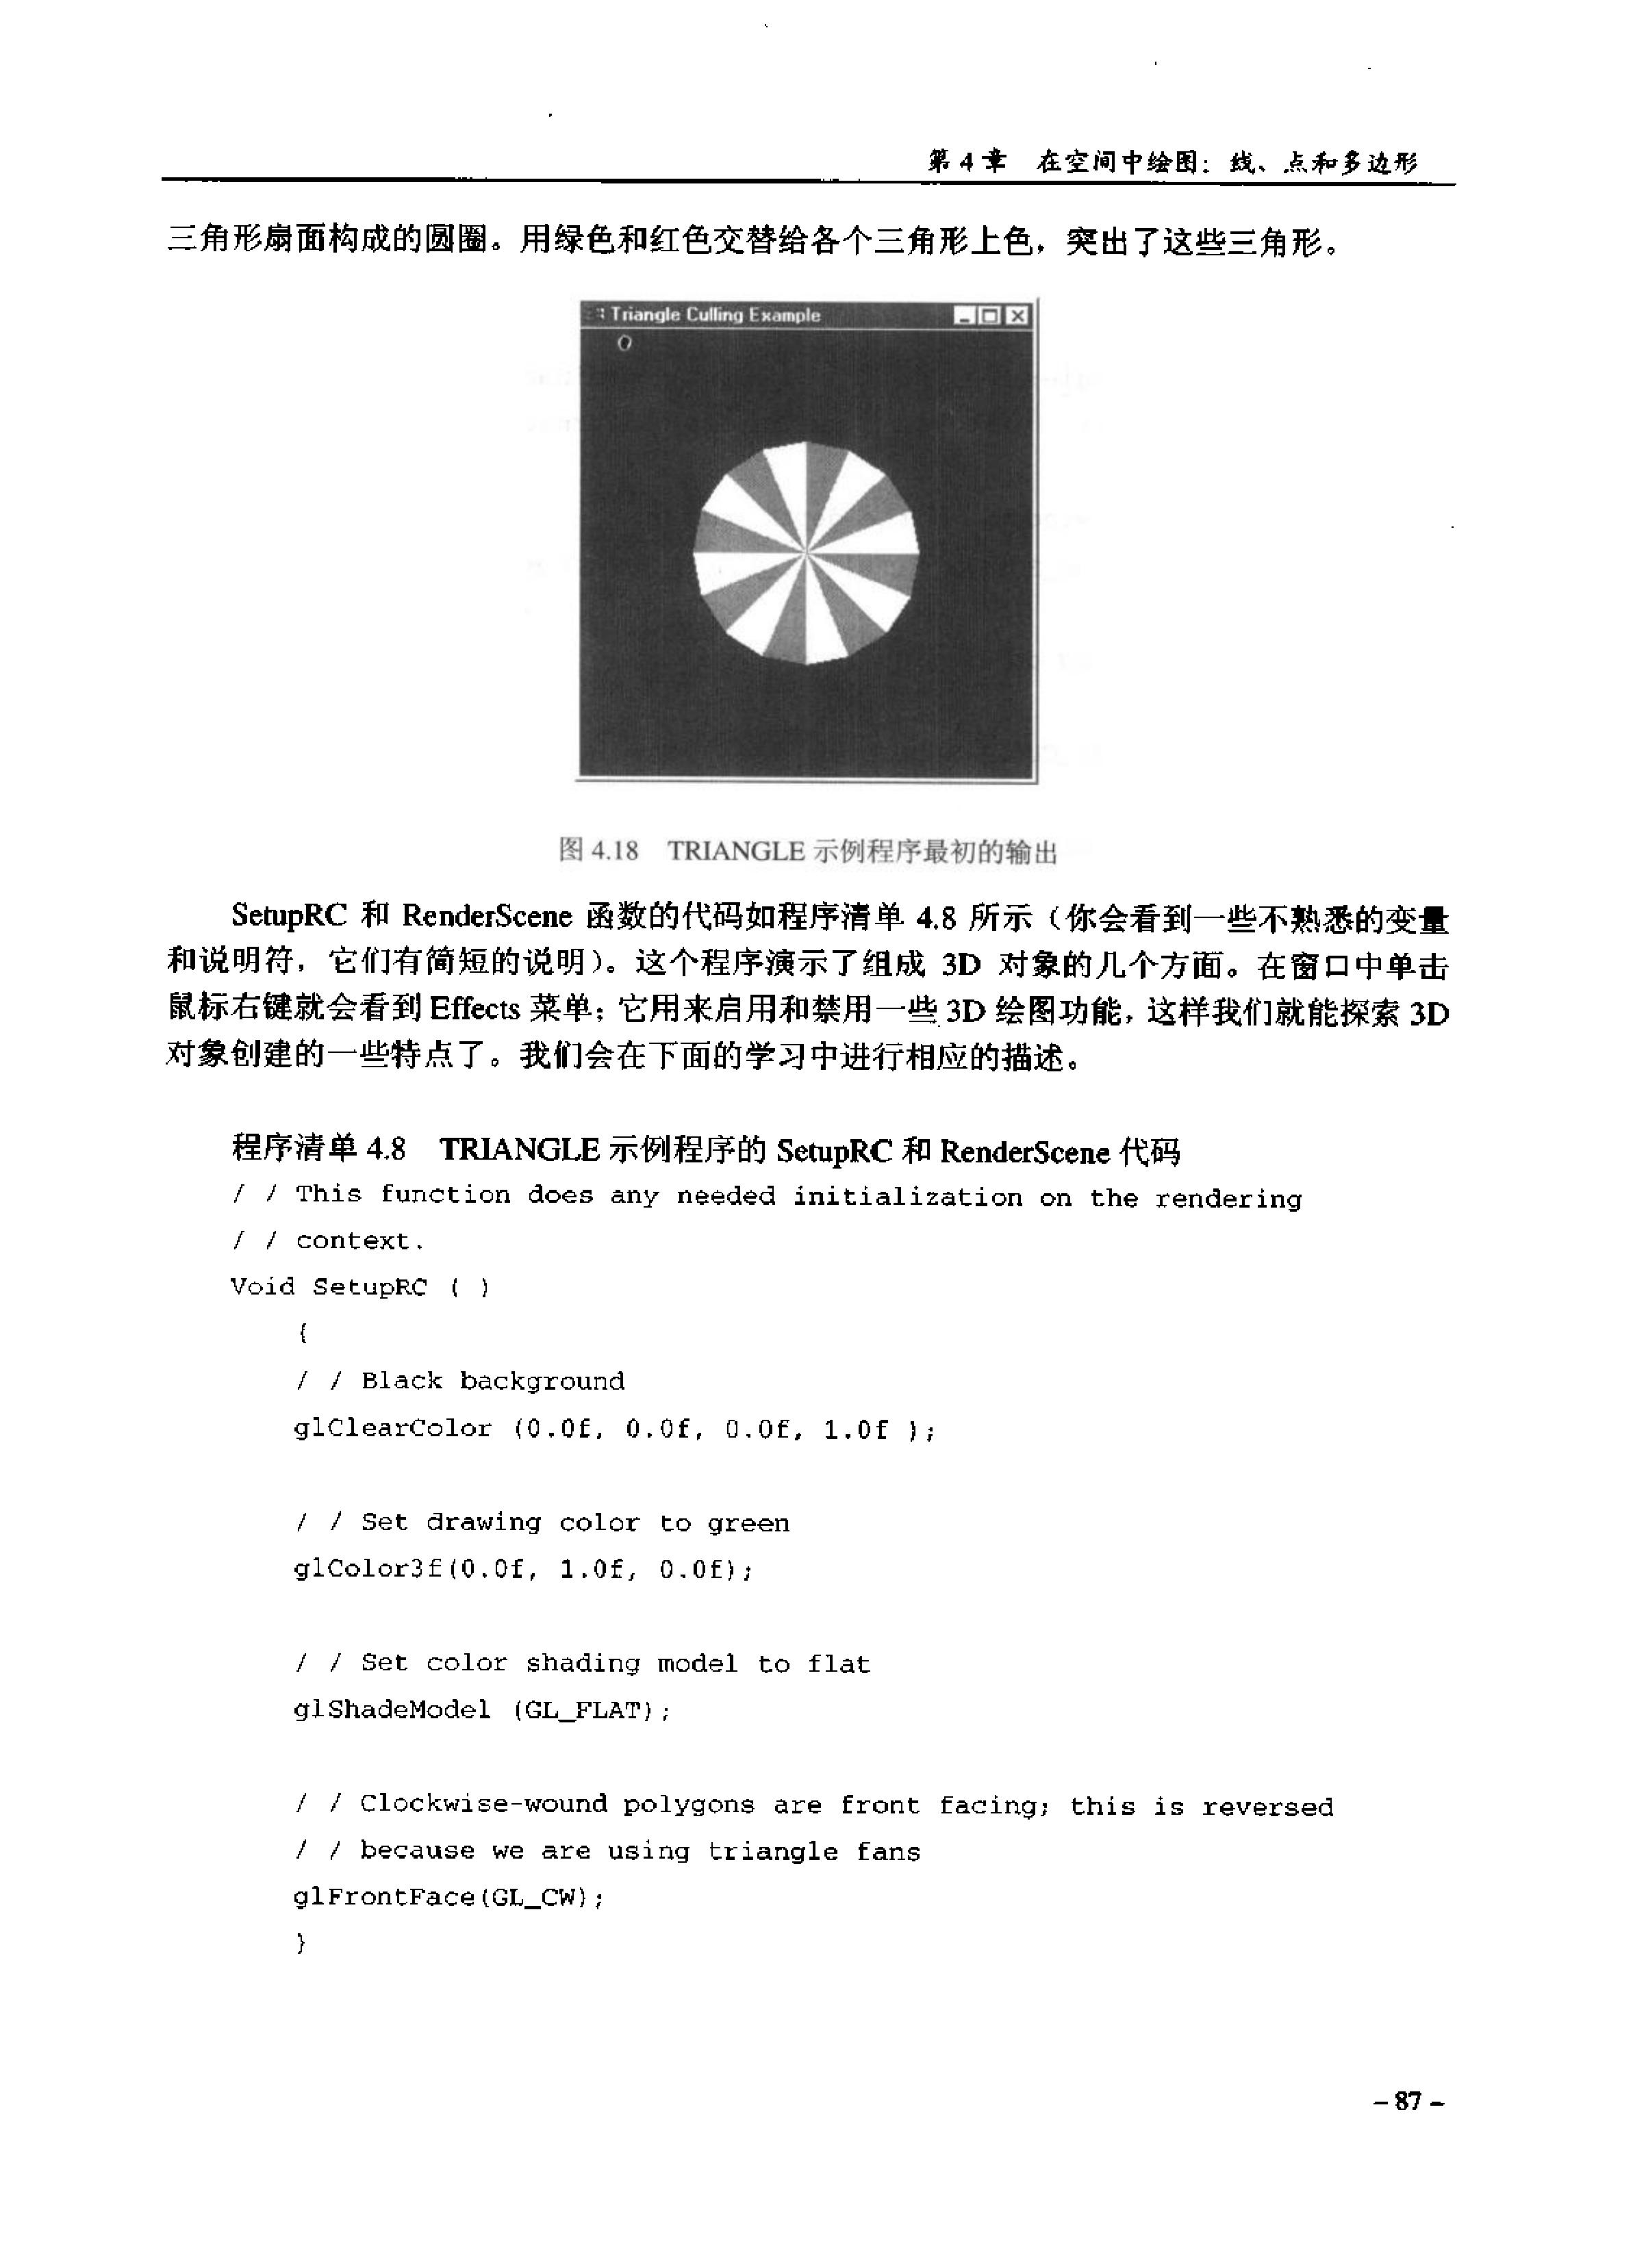 第 4 章　在空间中绘图：线、点和多边形
三角形扇面构成的圆圈。用绿色和红色交替给各个三角形上色，突出了这些三角形。
Triangle Culling Example
图 4.18　TRIANGLE 示例程序最初的输出
SetupRC 和 RenderScene 函数的代码如程序清单 4.8 所示（你会看到一些不熟悉的变量
和说明符，它们有简短的说明）。这个程序演示了组成 3D 对象的几个方面。在窗口中单击
鼠标右键就会看到 Effects 菜单；它用来启用和禁用一些 3D 绘图功能，这样我们就能探索 3D
对象创建的一些特点了。我们会在下面的学习中进行相应的描述。
程序清单 4.8　TRIANGLE 示例程序的 SetupRC 和 RenderScene 代码
/ / This function does any needed initialization on the rendering
/ / context.
Void SetupRC ( )
{
/ / Black background
glClearColor (0.0f, 0.0f, 0.0f, 1.0f );
/ / Set drawing color to green
glColor3f(0.0f, 1.0f, 0.0f);
/ / Set color shading model to flat
glShadeModel (GL_FLAT);
/ / Clockwise-wound polygons are front facing; this is reversed
/ / because we are using triangle fans
glFrontFace(GL_CW);
}
- 87 -